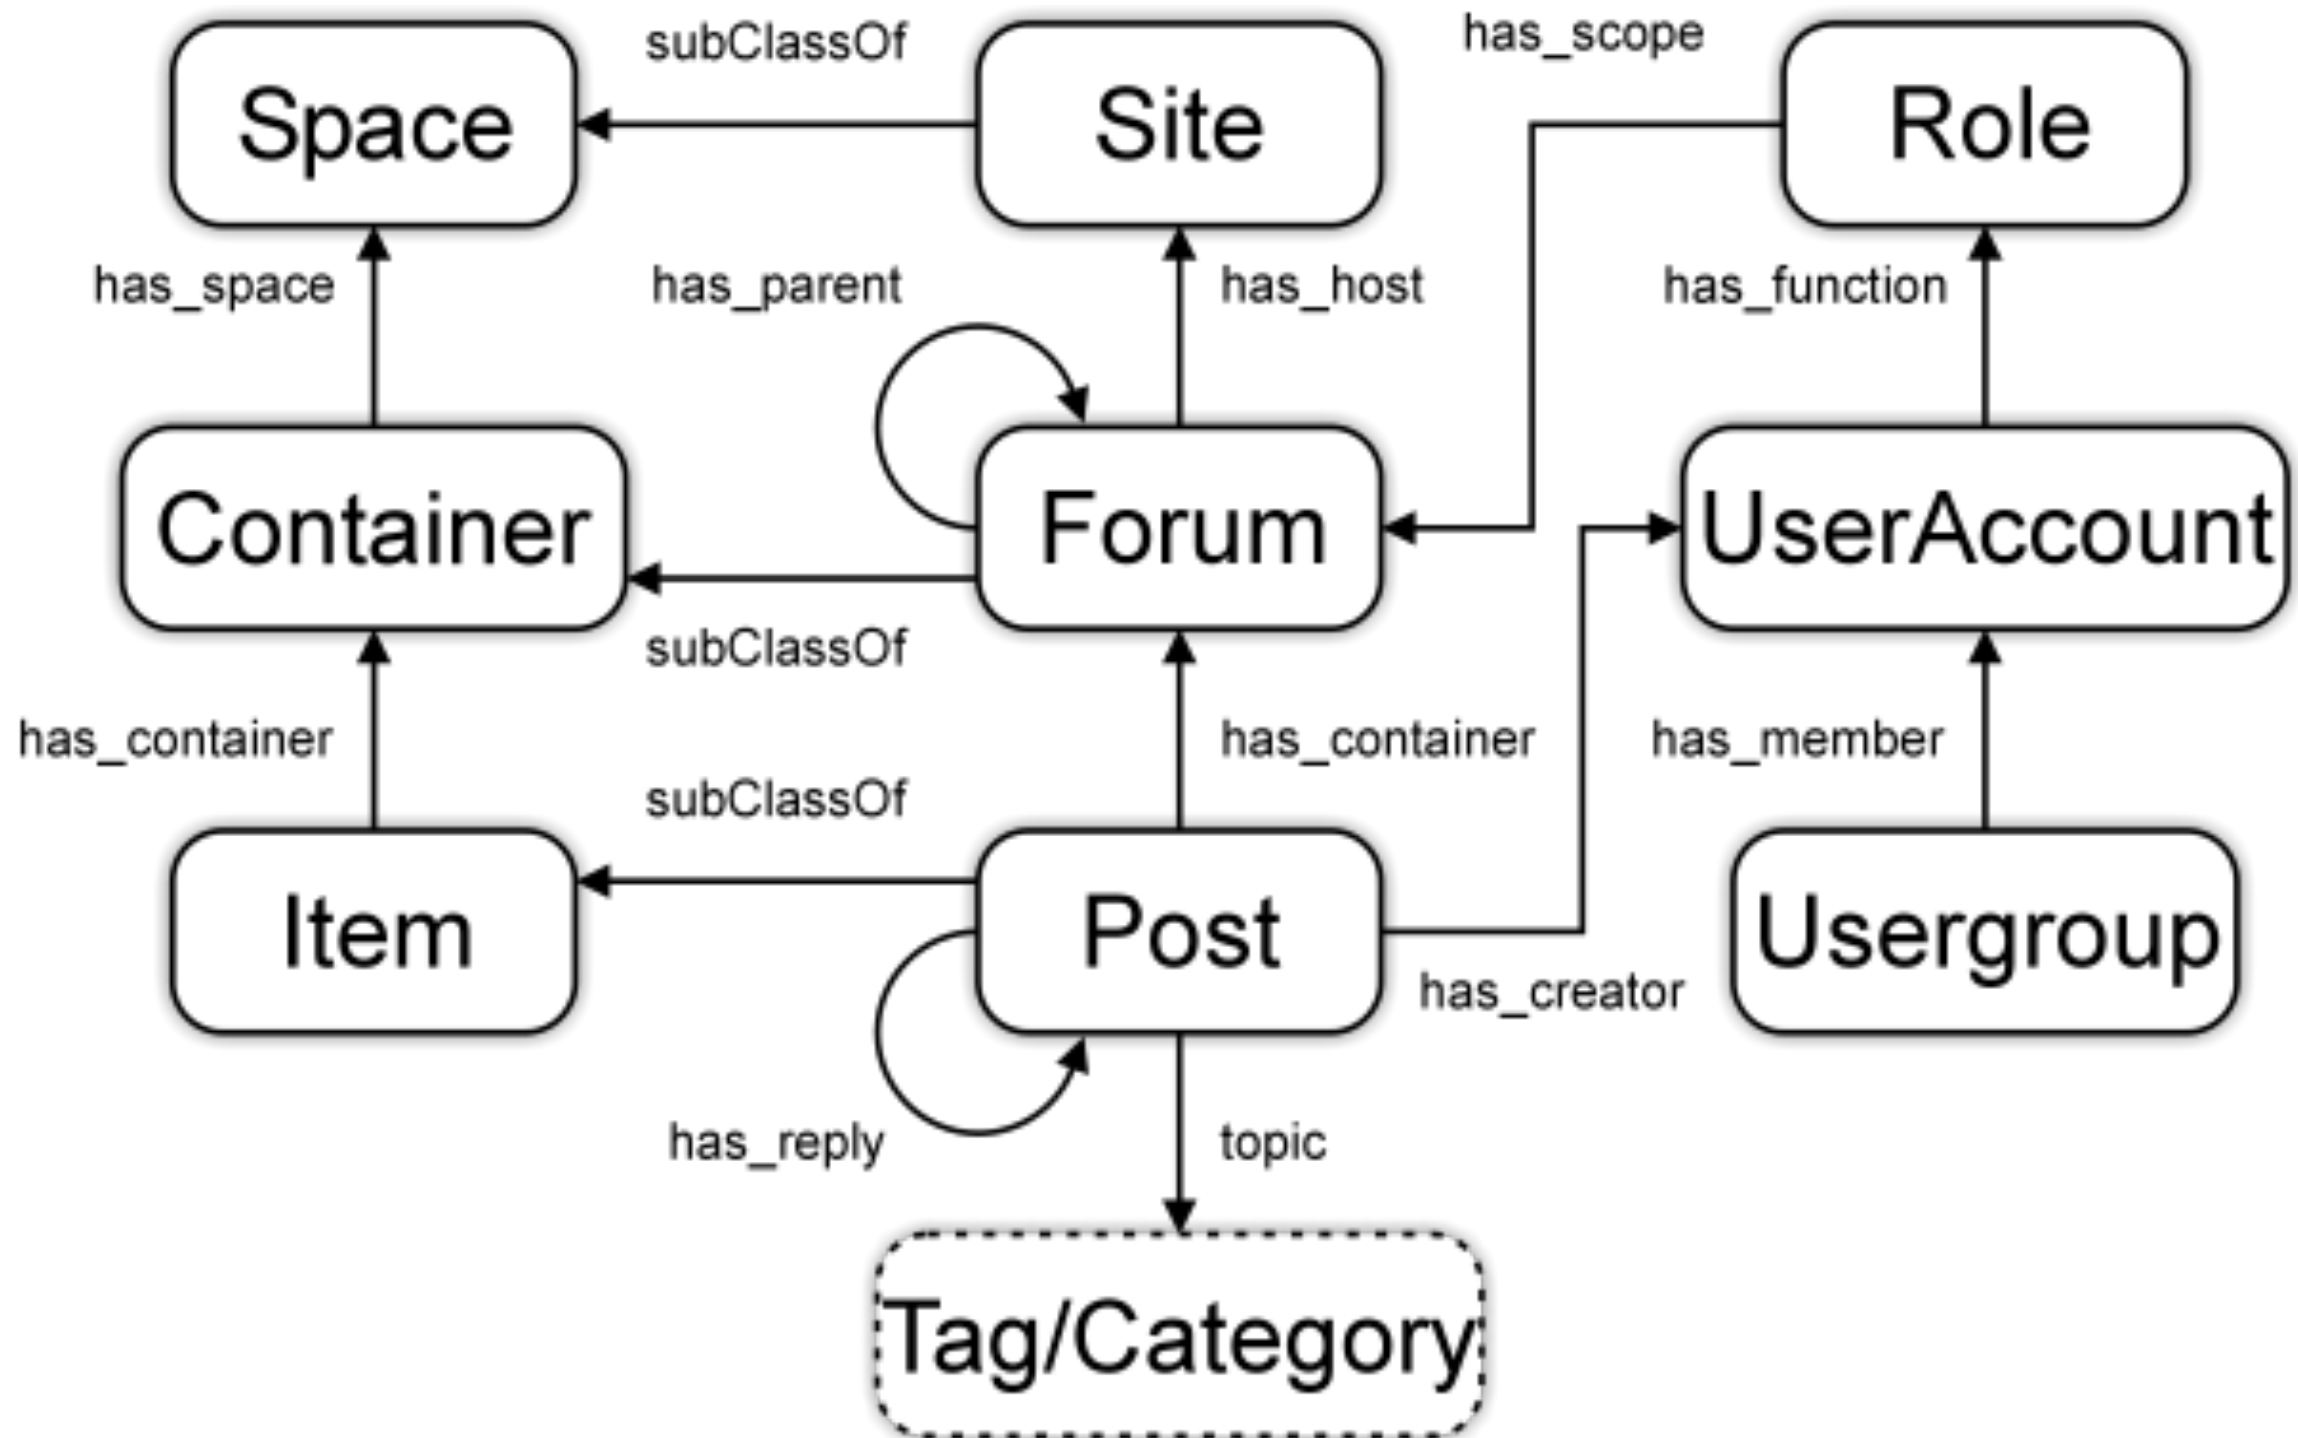 subClassOf
has_scope
Space
Site
Role
has_space
has_parent
has_host
has_function
Container
Forum
UserAccount
subClassOf
has_container
has_container
has_member
subClassOf
Item
Post
Usergroup
has_creator
has_reply
topic
Tag/Category